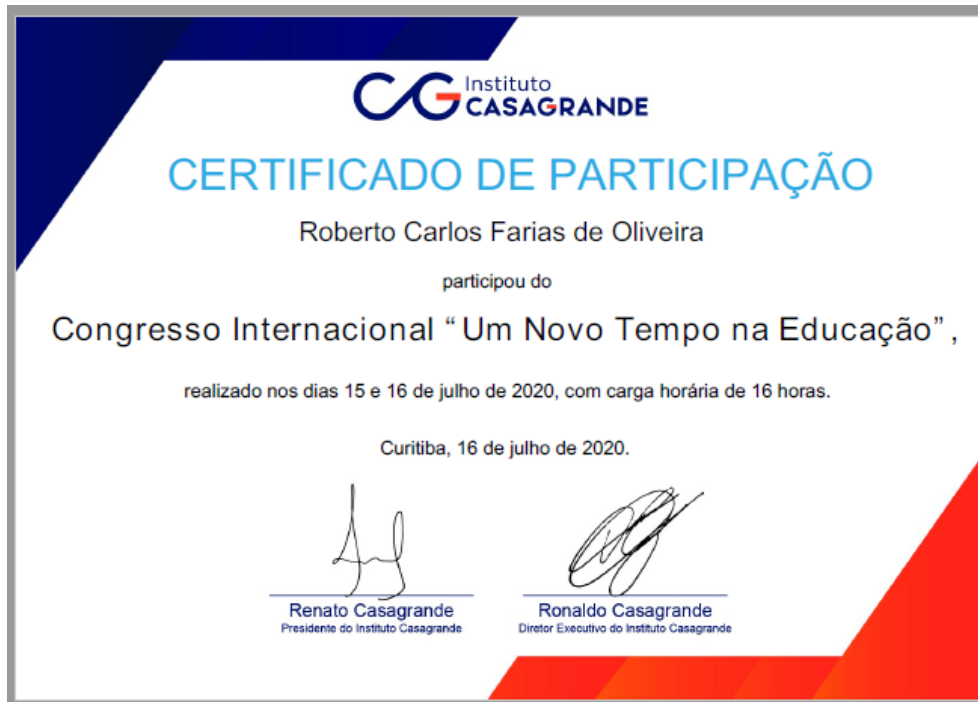 CG Instituto
CASAGRANDE
CERTIFICADO DE PARTICIPAÇÃO
Roberto Carlos Farias de Oliveira
participou do
Congresso Internacional “Um Novo Tempo na Educação”,
realizado nos dias 15 e 16 de julho de 2020, com carga horária de 16 horas.
Curitiba, 16 de julho de 2020.
Renato Casagrande
Presidente do Instituto Casagrande
Ronaldo Casagrande
Diretor Executivo do Instituto Casagrande